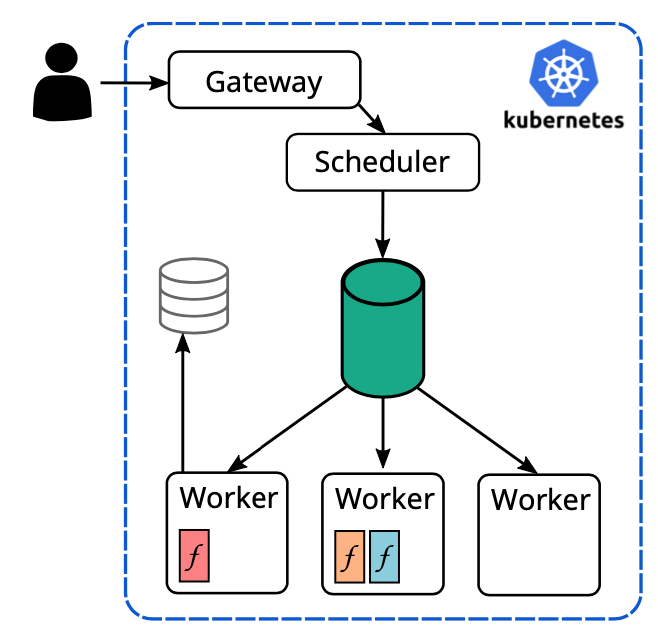 Gateway
kubernetes
Scheduler
Worker
Worker
Worker
f
f
f